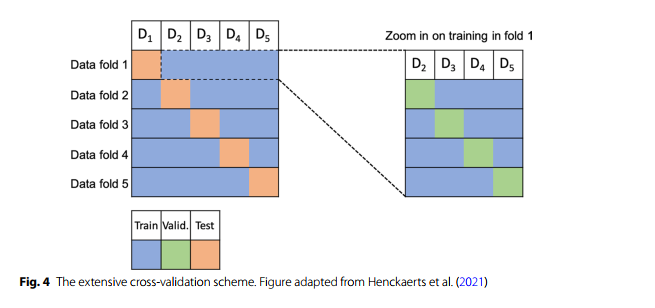 D1 D2 D3 D4 D5
Zoom in on training in fold 1
D2 D3 D4 D5
Data fold 1
Data fold 2
Data fold 3
Data fold 4
Data fold 5
Train Valid. Test
Fig. 4 The extensive cross-validation scheme. Figure adapted from Henckaerts et al. (2021)